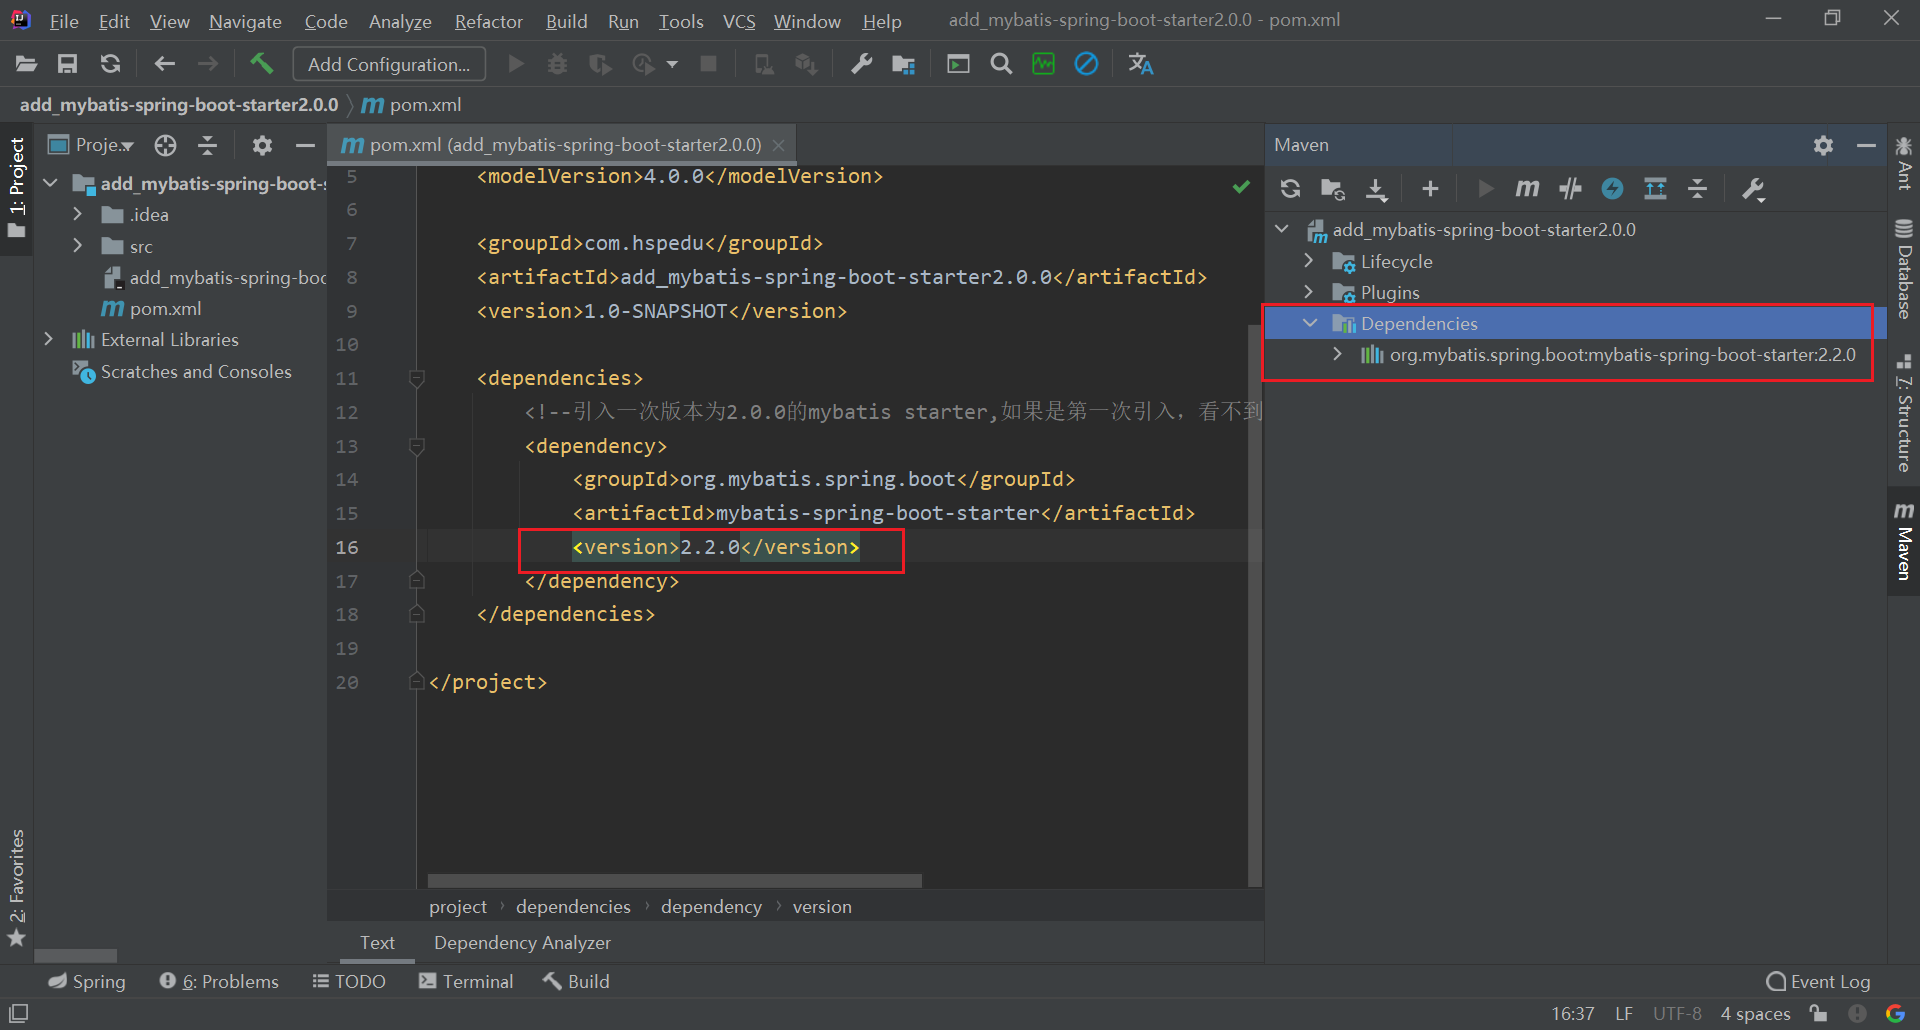 File Edit View Navigate Code Analyze Refactor Build Run Tools VCS Window Help add_mybatis-spring-boot-starter2.0.0 - pom.xml
Add Configuration...
add_mybatis-spring-boot-starter2.0.0 m pom.xml
1: Project
2: Favorites
Proje..
add_mybatis-spring-boot-s
.idea
src
add_mybatis-spring-boo
m pom.xml
External Libraries
Scratches and Consoles
m pom.xml (add_mybatis-spring-boot-starter2.0.0)
5 <modelVersion>4.0.0</modelVersion>
6
7 <groupId>com.hspedu</groupId>
8 <artifactId>add_mybatis-spring-boot-starter2.0.0</artifactId>
9 <version>1.0-SNAPSHOT</version>
10
11 <dependencies>
12 <!--引入一次版本为2.0.0的mybatis starter,如果是第一次引入，看不到
13 <dependency>
14 <groupId>org.mybatis.spring.boot</groupId>
15 <artifactId>mybatis-spring-boot-starter</artifactId>
16 <version>2.2.0</version>
17 </dependency>
18 </dependencies>
19
20 </project>
project › dependencies › dependency › version
Text Dependency Analyzer
Maven
m
add_mybatis-spring-boot-starter2.0.0
Lifecycle
Plugins
Dependencies
org.mybatis.spring.boot:mybatis-spring-boot-starter:2.2.0
Ant
Database
7: Structure
m Maven
Spring 6: Problems TODO Terminal Build Event Log
16:37 LF UTF-8 4 spaces